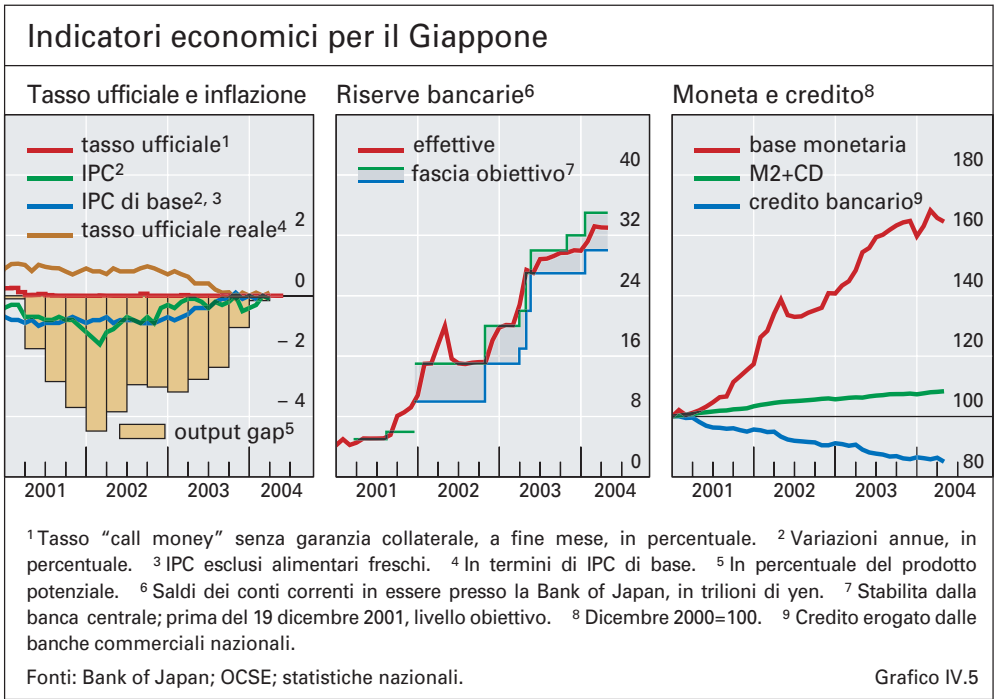 Indicatori economici per il Giappone
Tasso ufficiale e inflazione
tasso ufficiale¹
IPC²
IPC di base²˒ ³
tasso ufficiale reale⁴
2
0
– 2
– 4
output gap⁵
2001 2002 2003 2004
Riserve bancarie⁶
effettive
fascia obiettivo⁷
40
32
24
16
8
0
2001 2002 2003 2004
Moneta e credito⁸
base monetaria
M2+CD
credito bancario⁹
180
160
140
120
100
80
2001 2002 2003 2004
¹ Tasso “call money” senza garanzia collaterale, a fine mese, in percentuale. ² Variazioni annue, in
percentuale. ³ IPC esclusi alimentari freschi. ⁴ In termini di IPC di base. ⁵ In percentuale del prodotto
potenziale. ⁶ Saldi dei conti correnti in essere presso la Bank of Japan, in trilioni di yen. ⁷ Stabilita dalla
banca centrale; prima del 19 dicembre 2001, livello obiettivo. ⁸ Dicembre 2000=100. ⁹ Credito erogato dalle
banche commerciali nazionali.
Fonti: Bank of Japan; OCSE; statistiche nazionali. Grafico IV.5